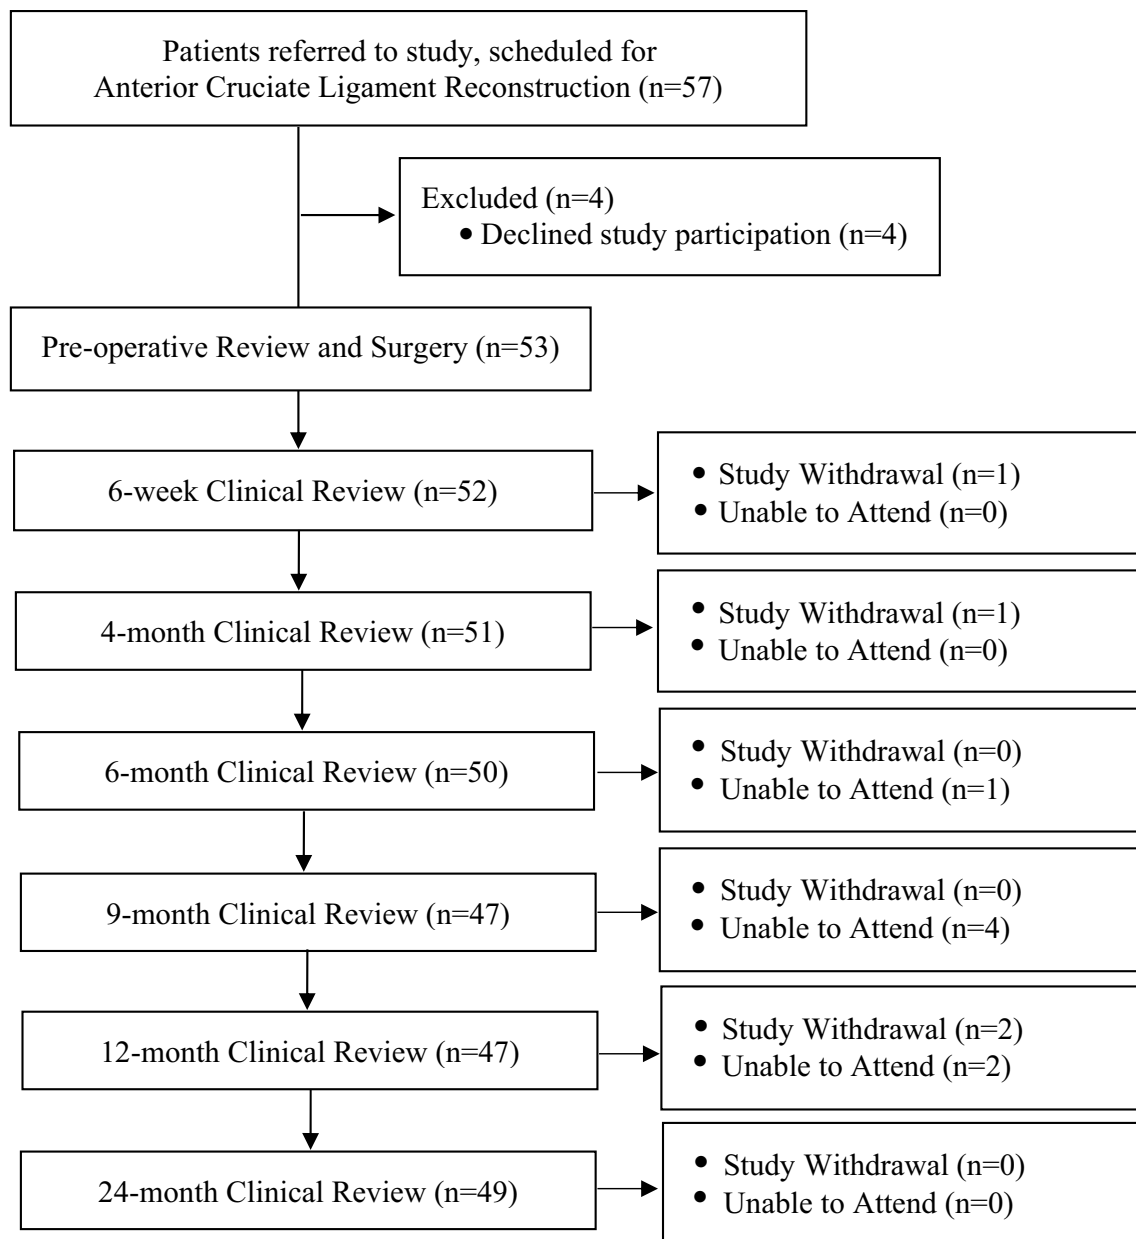 Patients referred to study, scheduled for
Anterior Cruciate Ligament Reconstruction (n=57)
Excluded (n=4)
• Declined study participation (n=4)
Pre-operative Review and Surgery (n=53)
6-week Clinical Review (n=52)
• Study Withdrawal (n=1)
• Unable to Attend (n=0)
4-month Clinical Review (n=51)
• Study Withdrawal (n=1)
• Unable to Attend (n=0)
6-month Clinical Review (n=50)
• Study Withdrawal (n=0)
• Unable to Attend (n=1)
9-month Clinical Review (n=47)
• Study Withdrawal (n=0)
• Unable to Attend (n=4)
12-month Clinical Review (n=47)
• Study Withdrawal (n=2)
• Unable to Attend (n=2)
24-month Clinical Review (n=49)
• Study Withdrawal (n=0)
• Unable to Attend (n=0)